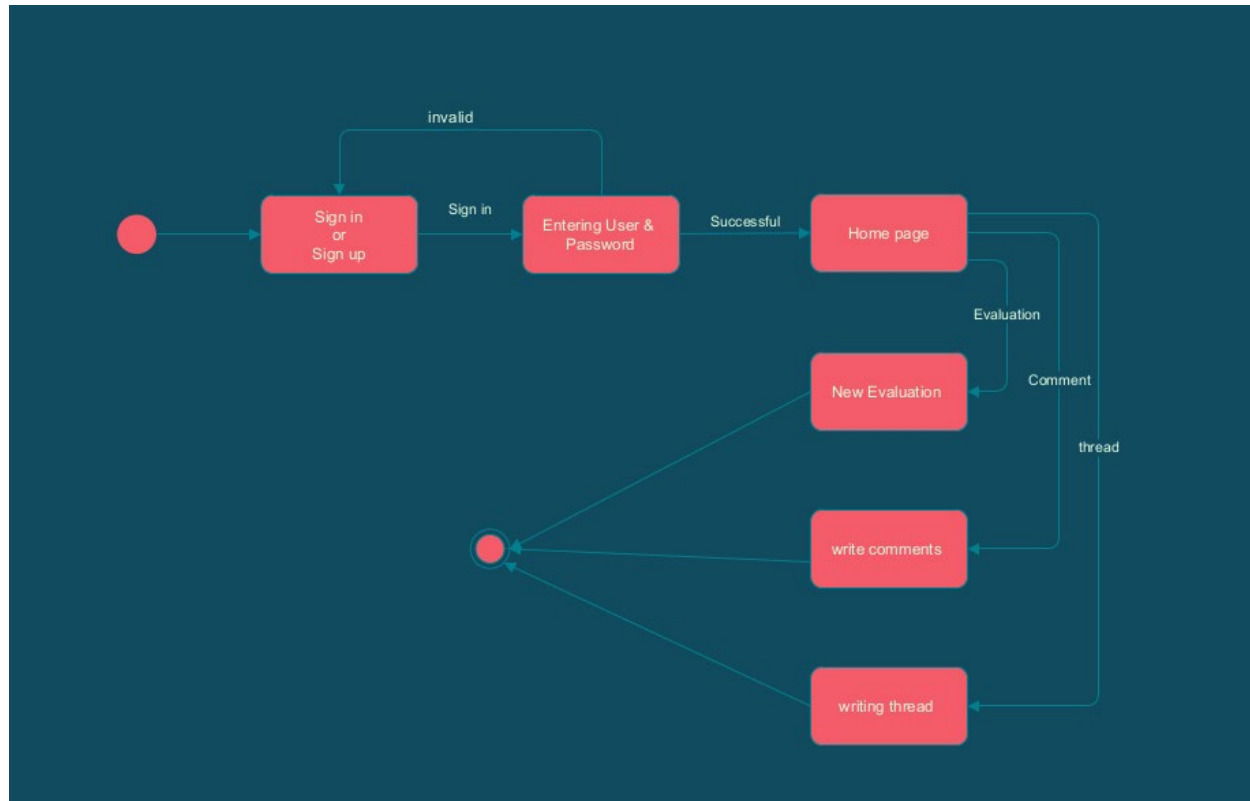 invalid
Sign in
or
Sign up
Sign in
Entering User &
Password
Successful
Home page
Evaluation
New Evaluation
Comment
thread
write comments
writing thread